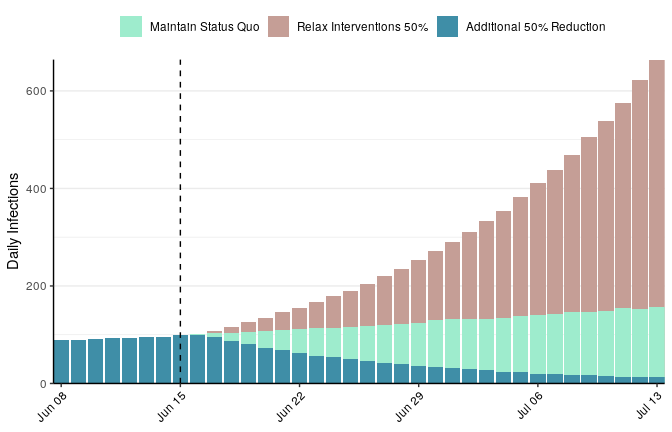 Maintain Status Quo Relax Interventions 50% Additional 50% Reduction
Daily Infections
600
400
200
0
Jun 08 Jun 15 Jun 22 Jun 29 Jul 06 Jul 13